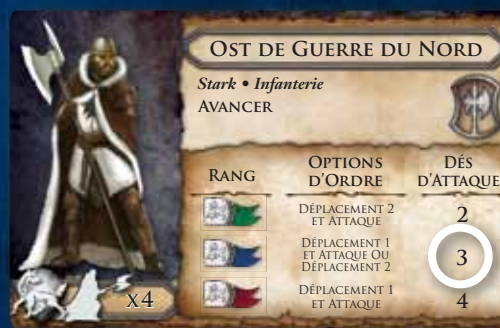 Ost de Guerre du Nord
Stark • Infanterie
Avancer
Rang
Options d'Ordre
Dés d'Attaque
Déplacement 2
et Attaque
2
Déplacement 1
et Attaque Ou
Déplacement 2
3
Déplacement 1
et Attaque
4
x4